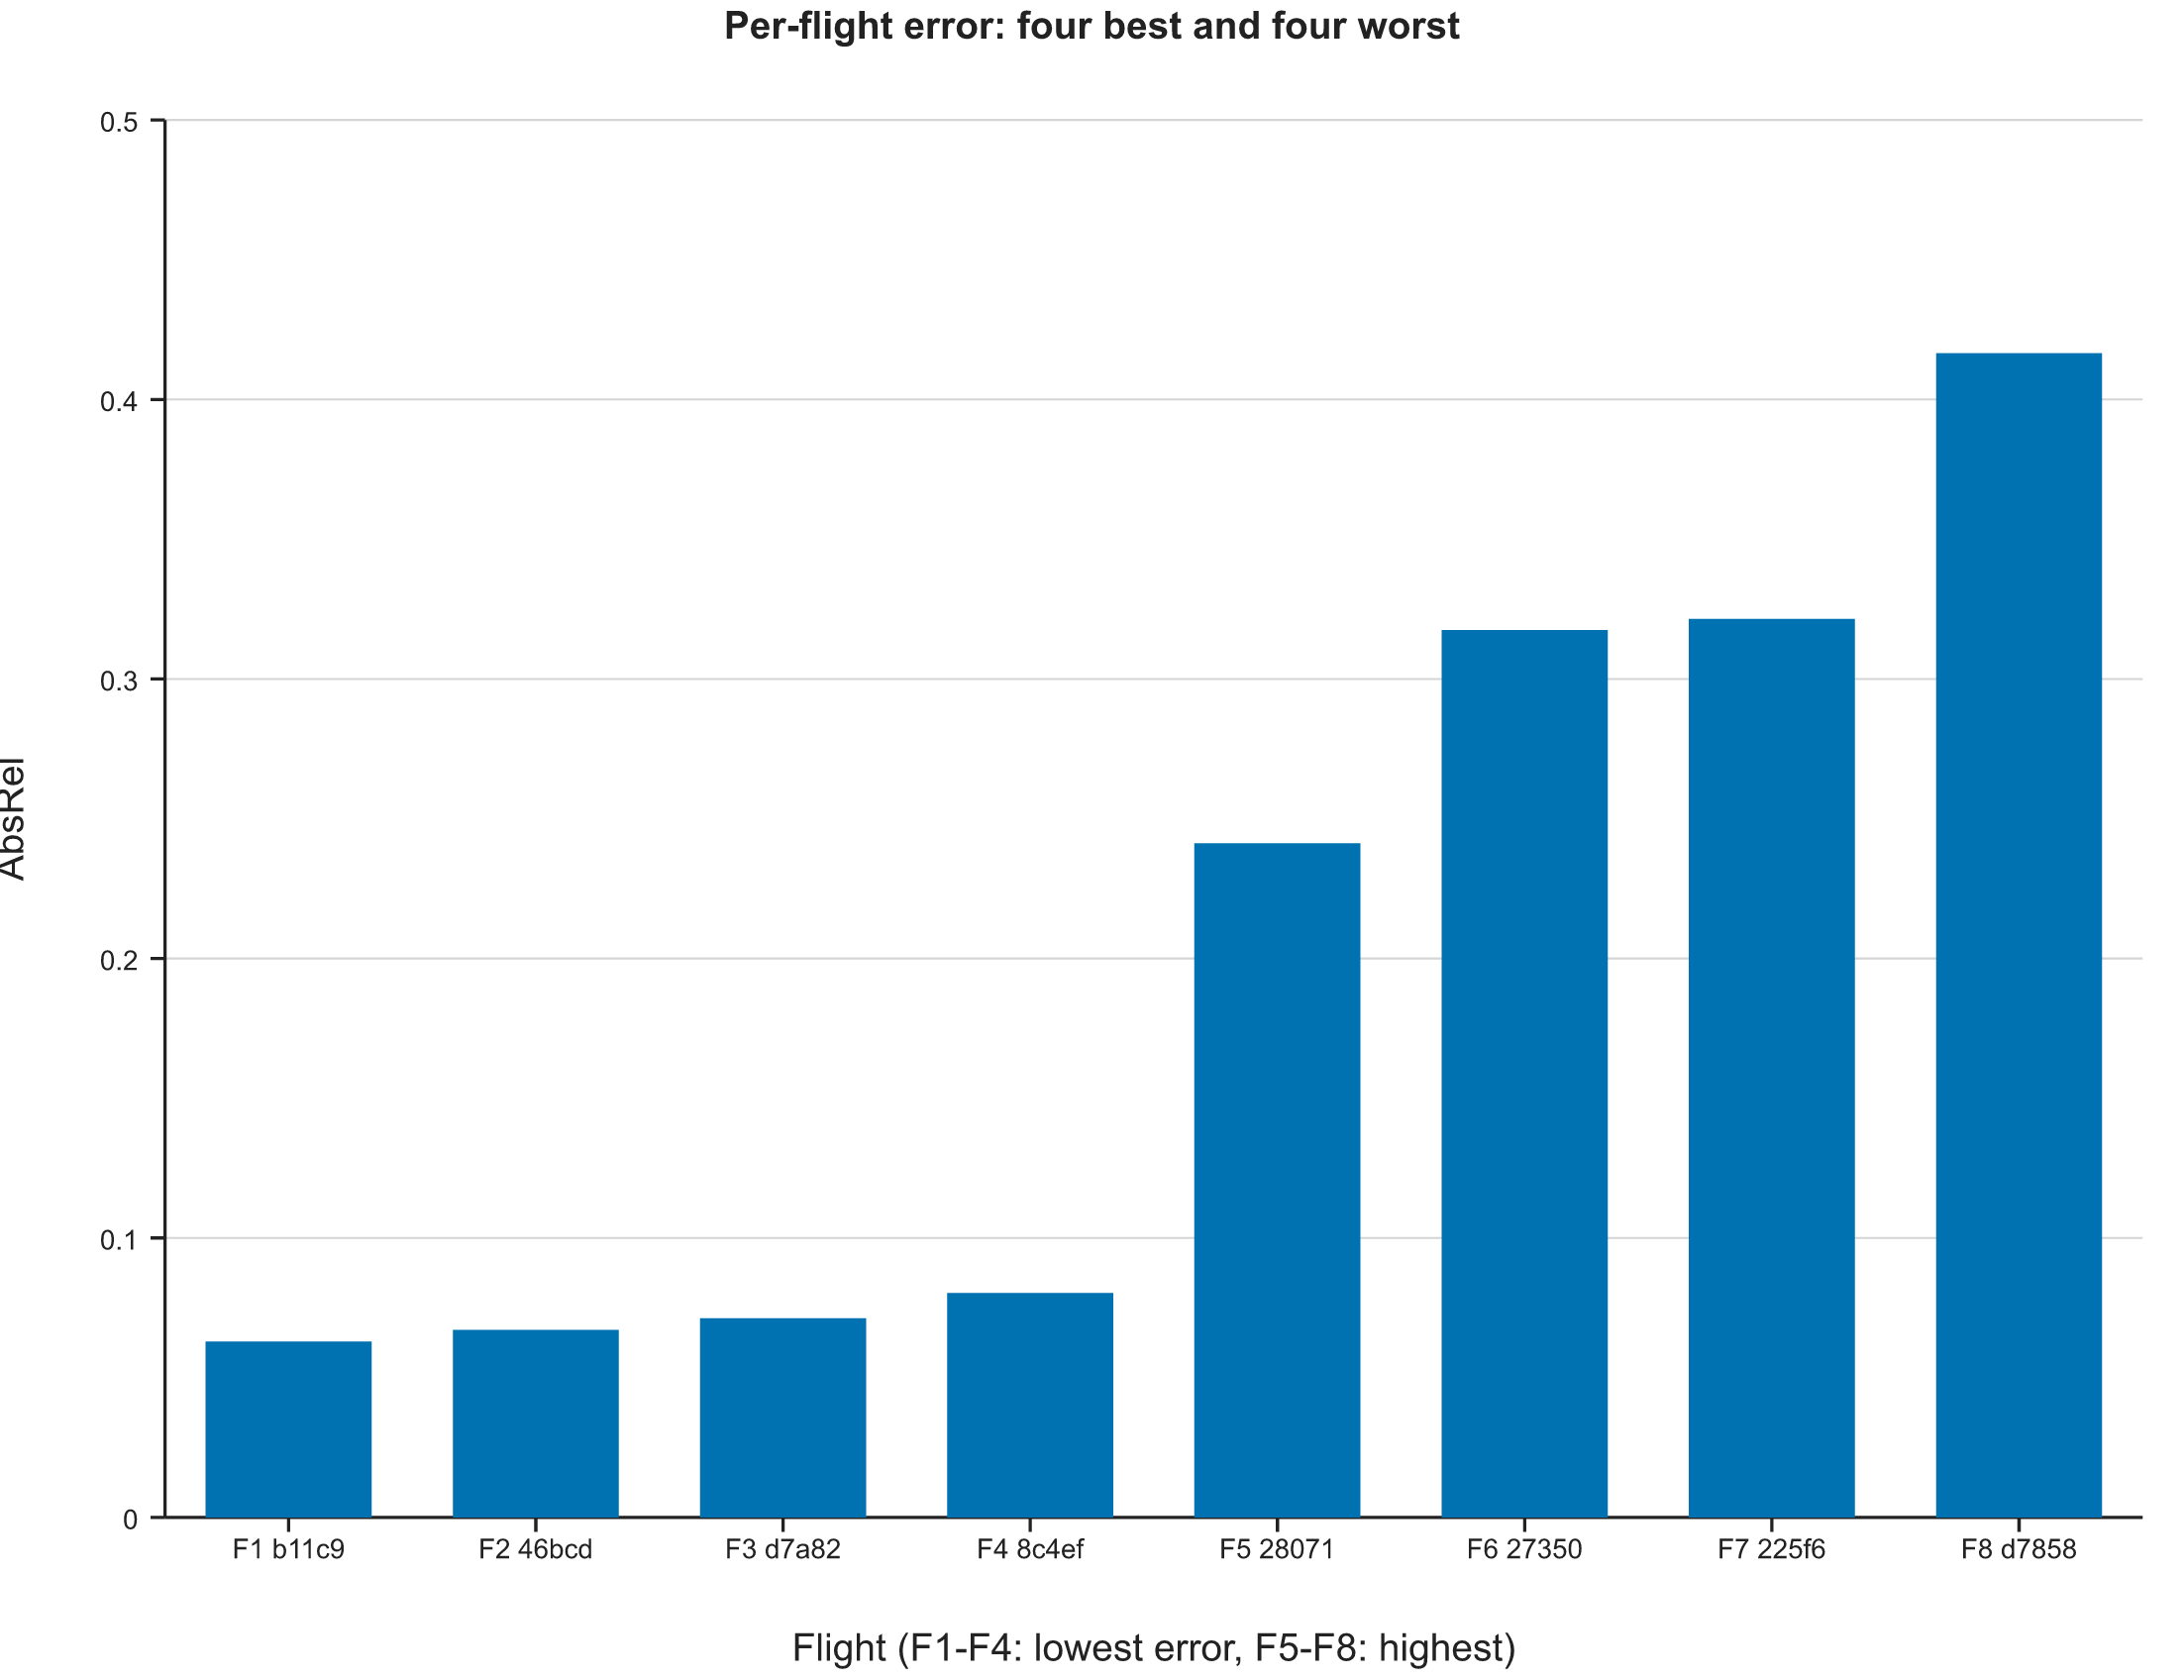 Per-flight error: four best and four worst
0.5
0.4
0.3
0.2
0.1
0
AbsRel
F1 b11c9 F2 46bcd F3 d7a82 F4 8c4ef F5 28071 F6 27350 F7 225f6 F8 d7858
Flight (F1-F4: lowest error, F5-F8: highest)